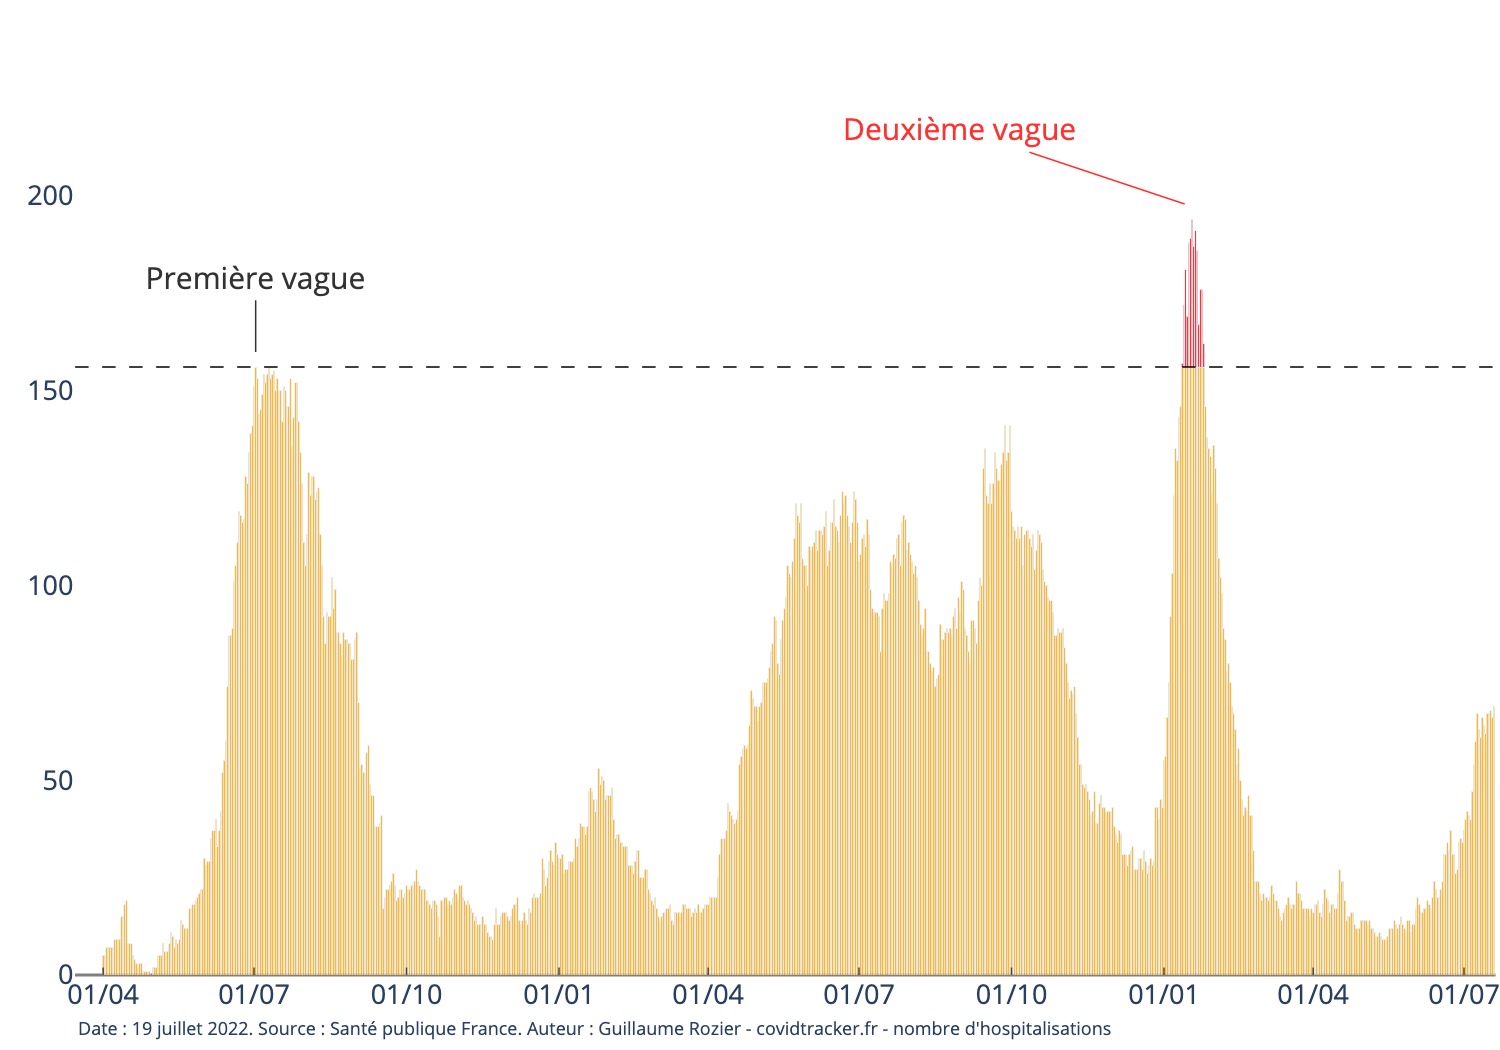 Deuxième vague
200
Première vague
150
100
50
0
01/04 01/07 01/10 01/01 01/04 01/07 01/10 01/01 01/04 01/07
Date : 19 juillet 2022. Source : Santé publique France. Auteur : Guillaume Rozier - covidtracker.fr - nombre d'hospitalisations